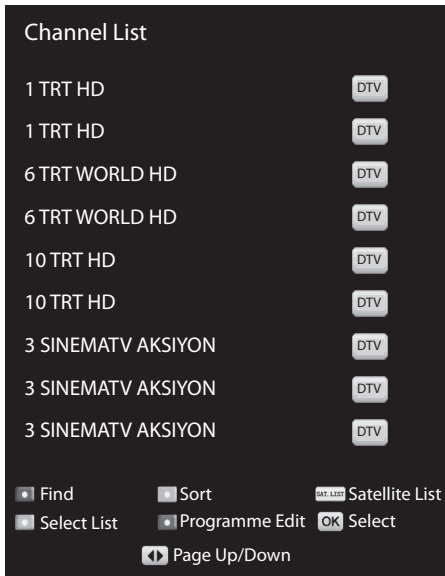 Channel List
1 TRT HD DTV
1 TRT HD DTV
6 TRT WORLD HD DTV
6 TRT WORLD HD DTV
10 TRT HD DTV
10 TRT HD DTV
3 SINEMATV AKSIYON DTV
3 SINEMATV AKSIYON DTV
3 SINEMATV AKSIYON DTV
Find Sort SAT. LIST Satellite List
Select List Programme Edit OK Select
Page Up/Down